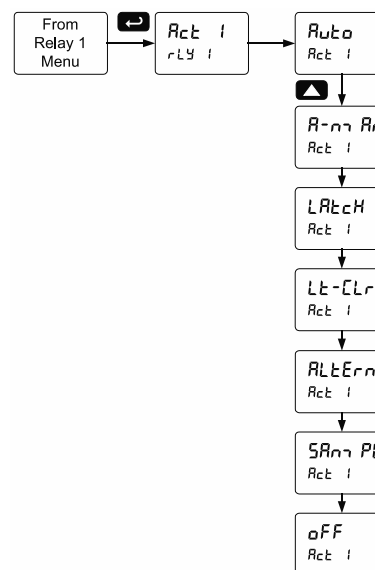 From
Relay 1
Menu
Act 1
rLY 1
Auto
Act 1
Act 1
LAtcH
Act 1
Lt-CLr
Act 1
ALtErn
Act 1
Act 1
oFF
Act 1